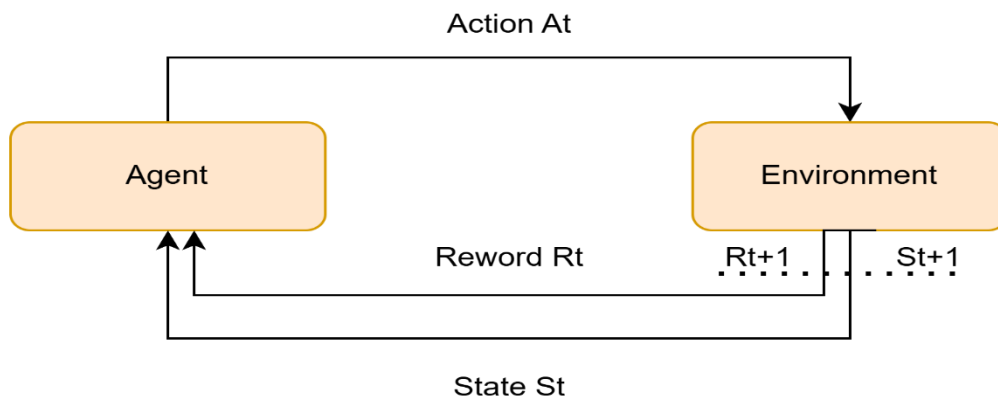 Action At
Agent
Environment
Reword Rt
Rt+1
St+1
State St